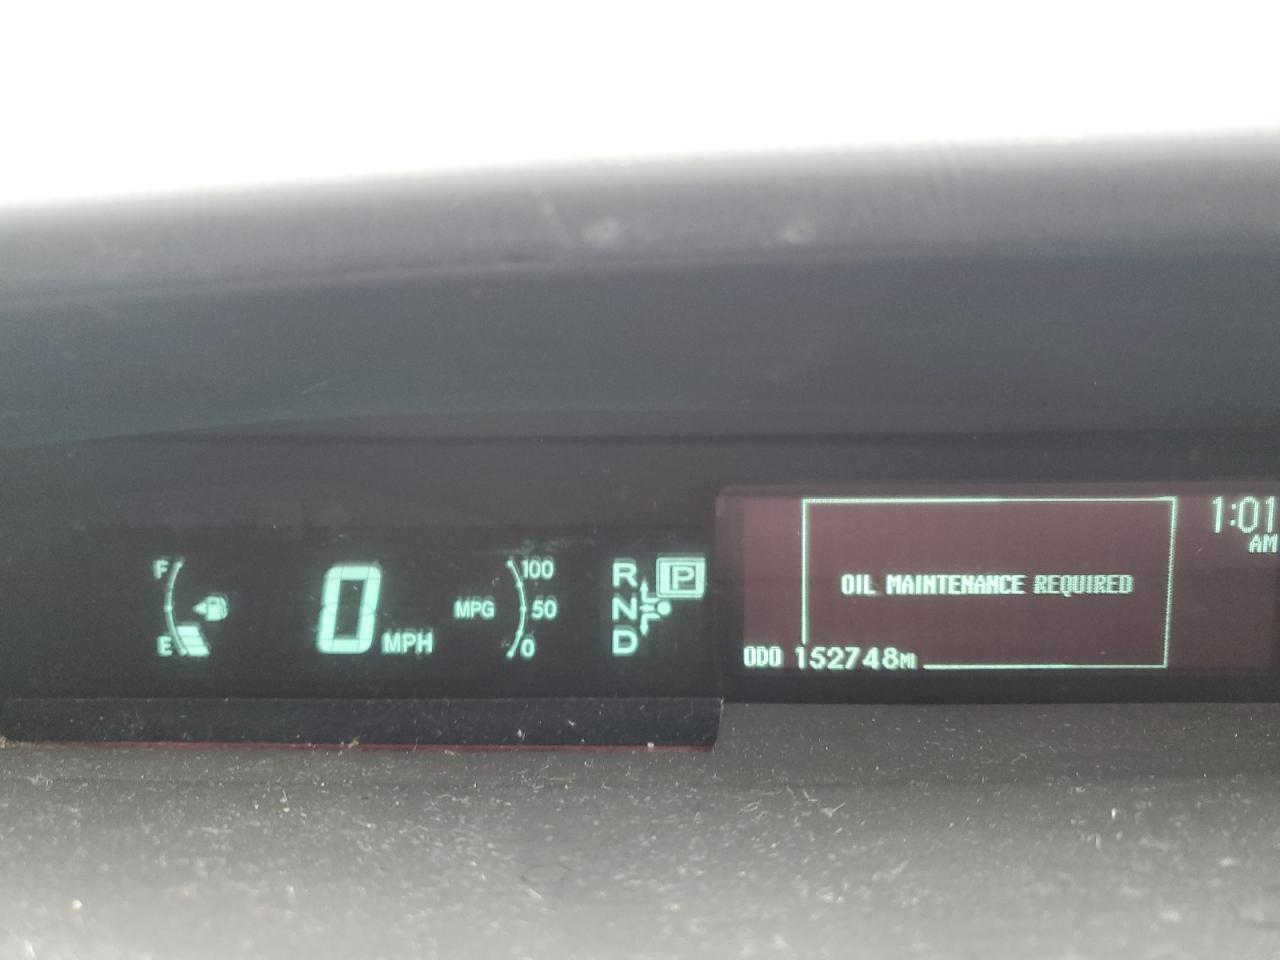 F
E
0 MPH
MPG
100
50
0
R
N
D
P
1:01
AM
OIL MAINTENANCE REQUIRED
ODO 152748MI